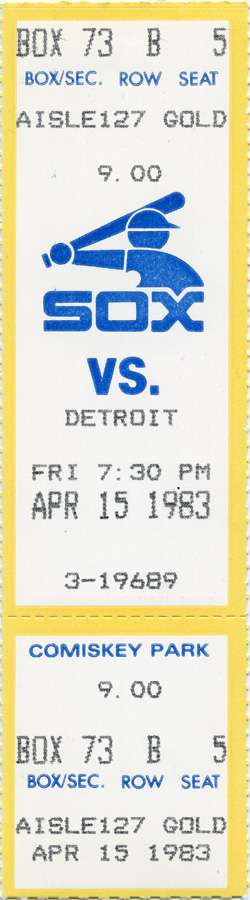 BOX 73 B 5
BOX/SEC. ROW SEAT
AISLE127 GOLD
9.00
SOX
VS.
DETROIT
FRI 7:30 PM
APR 15 1983
3-19689
COMISKEY PARK
9.00
BOX 73 B 5
BOX/SEC. ROW SEAT
AISLE127 GOLD
APR 15 1983